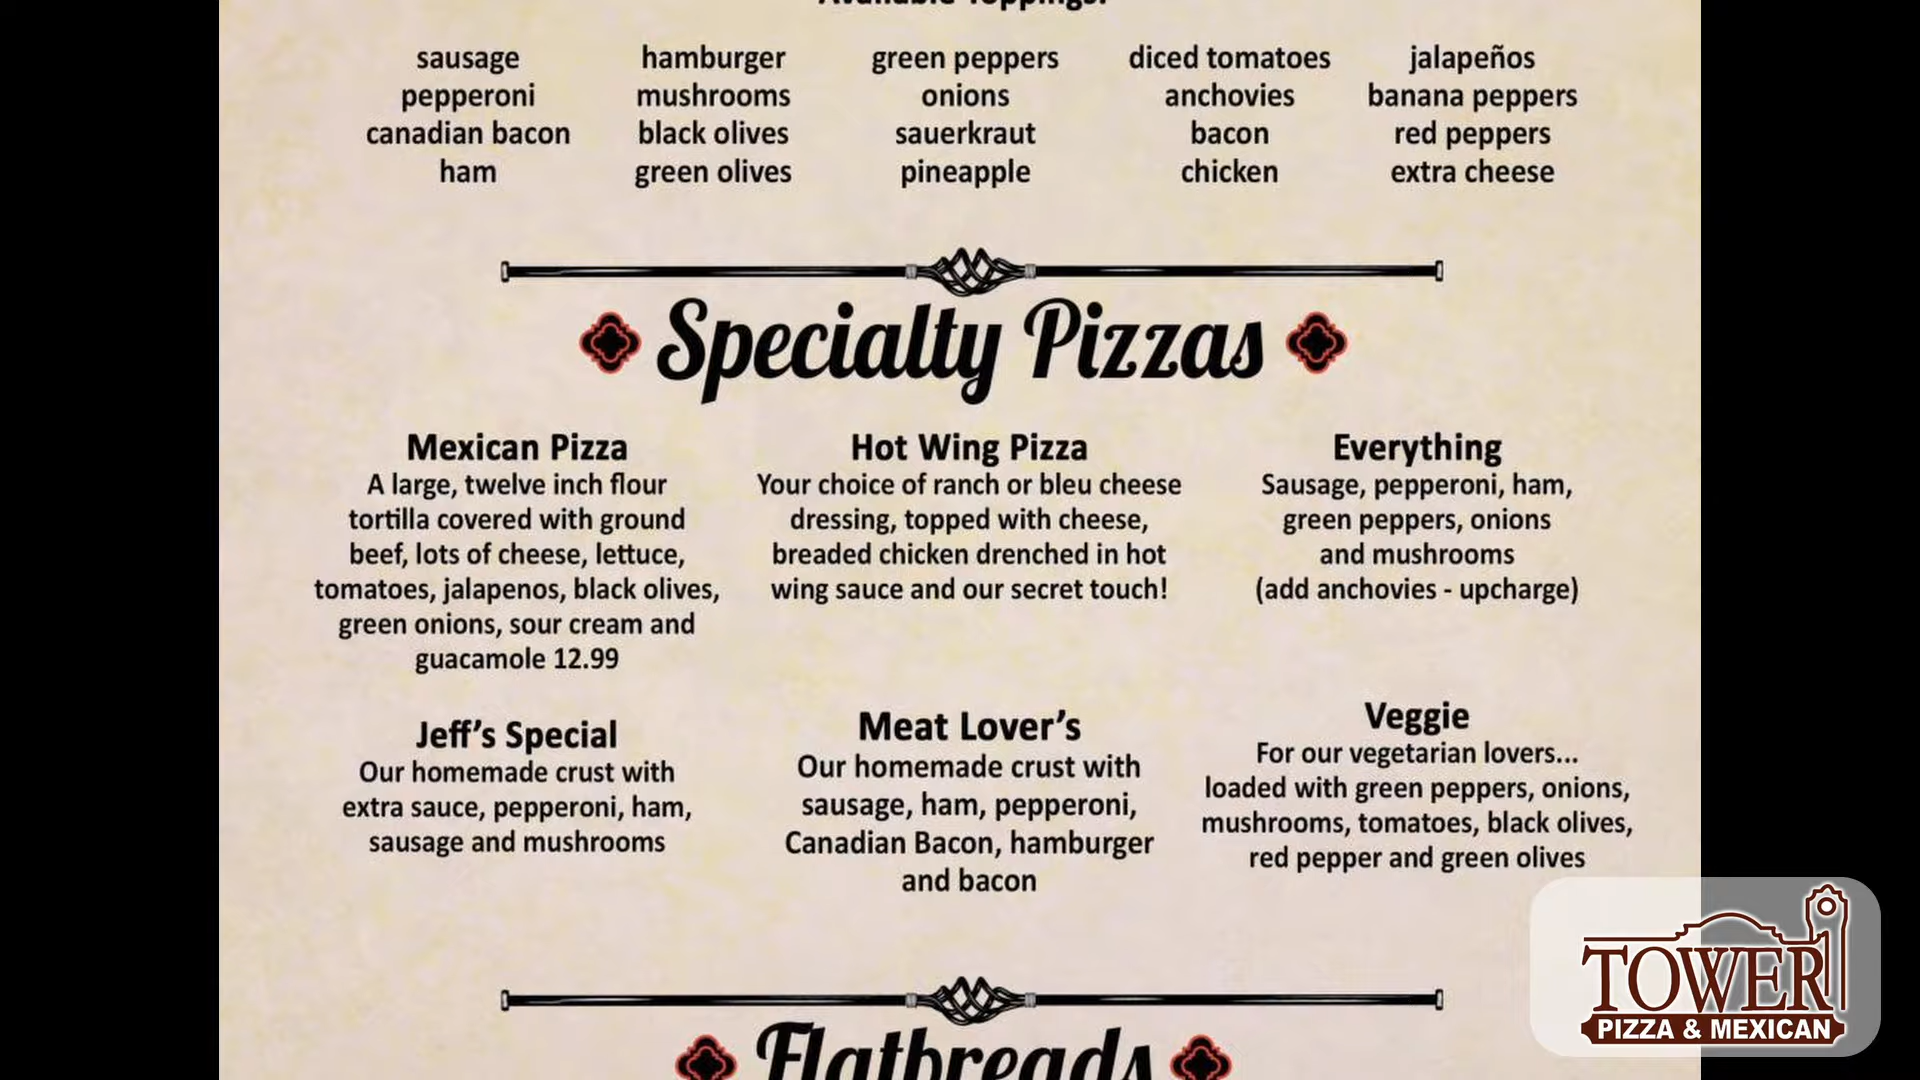 Available Toppings:
sausage
pepperoni
canadian bacon
ham
hamburger
mushrooms
black olives
green olives
green peppers
onions
sauerkraut
pineapple
diced tomatoes
anchovies
bacon
chicken
jalapeños
banana peppers
red peppers
extra cheese
Specialty Pizzas
Mexican Pizza
A large, twelve inch flour
tortilla covered with ground
beef, lots of cheese, lettuce,
tomatoes, jalapenos, black olives,
green onions, sour cream and
guacamole 12.99
Hot Wing Pizza
Your choice of ranch or bleu cheese
dressing, topped with cheese,
breaded chicken drenched in hot
wing sauce and our secret touch!
Everything
Sausage, pepperoni, ham,
green peppers, onions
and mushrooms
(add anchovies - upcharge)
Jeff's Special
Our homemade crust with
extra sauce, pepperoni, ham,
sausage and mushrooms
Meat Lover's
Our homemade crust with
sausage, ham, pepperoni,
Canadian Bacon, hamburger
and bacon
Veggie
For our vegetarian lovers...
loaded with green peppers, onions,
mushrooms, tomatoes, black olives,
red pepper and green olives
Flatbreads
TOWER
PIZZA & MEXICAN